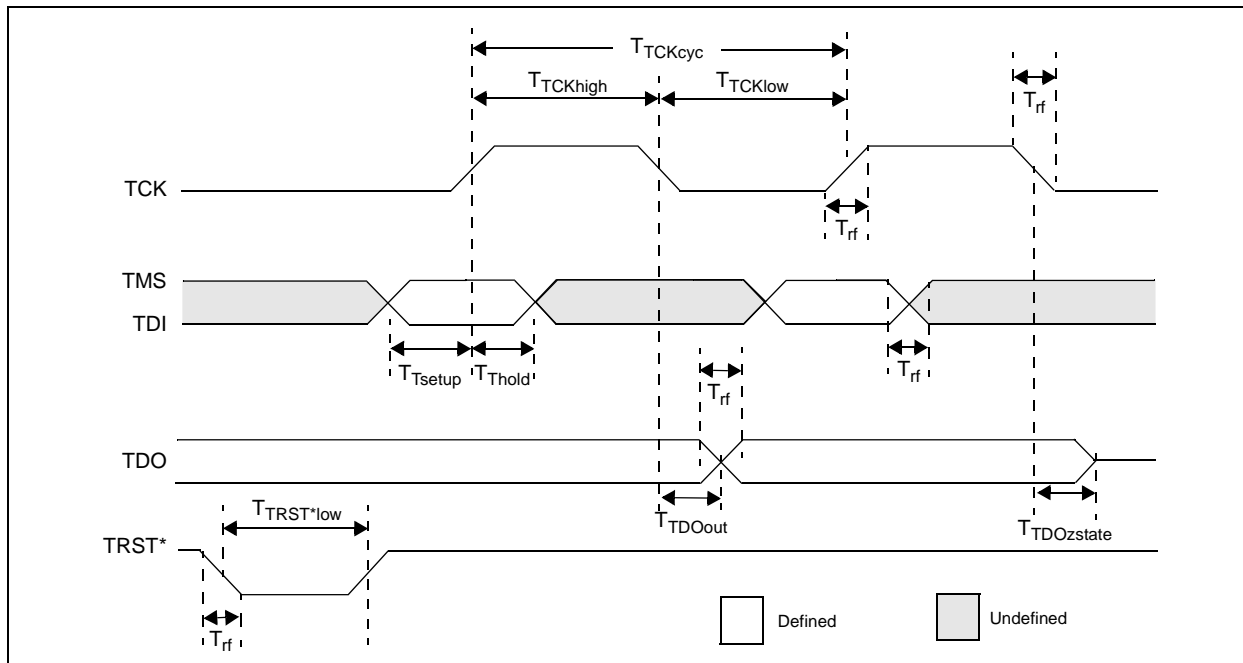 TTCKcyc
TTCKhigh
TTCKlow
Trf
TCK
Trf
TMS
TDI
TTsetup
TThold
Trf
Trf
TDO
TTDOout
TTDOzstate
TTRST*low
TRST*
Trf
Defined
Undefined